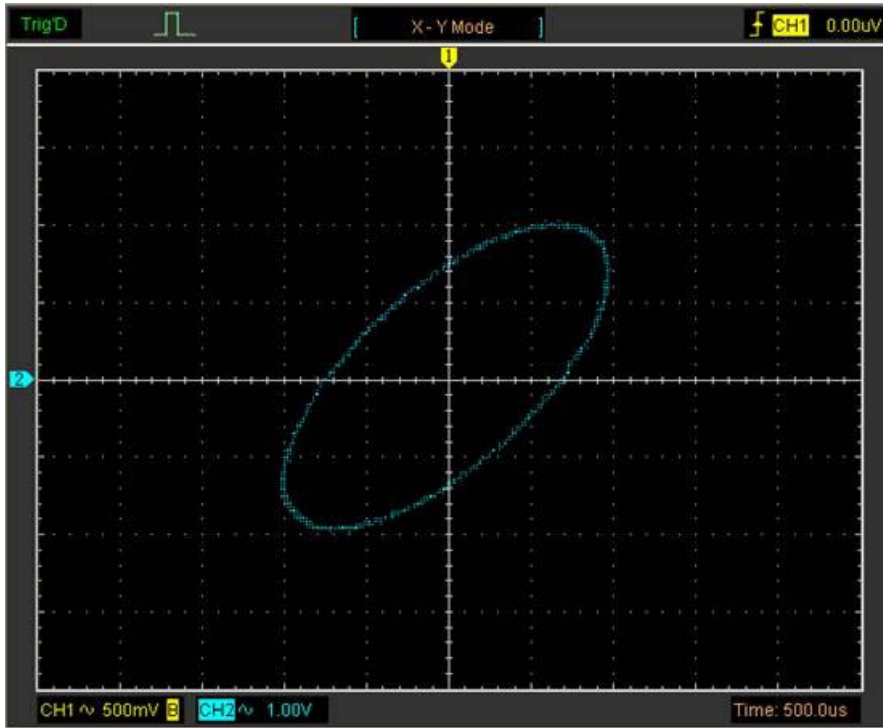 Trig'D [ X - Y Mode ] CH1 0.00uV
1
2
CH1 ~ 500mV B CH2 ~ 1.00V Time: 500.0us